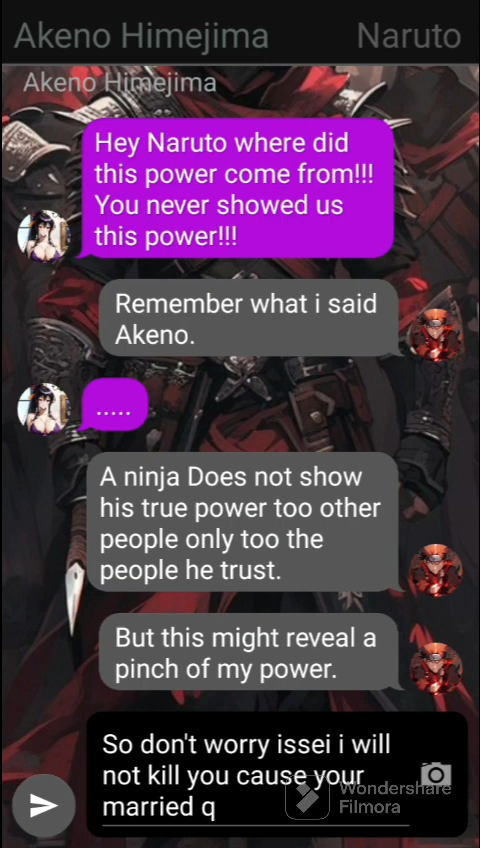 Akeno Himejima Naruto
Akeno Himejima
Hey Naruto where did
this power come from!!!
You never showed us
this power!!!
Remember what i said
Akeno.
.....
A ninja Does not show
his true power too other
people only too the
people he trust.
But this might reveal a
pinch of my power.
So don't worry issei i will
not kill you cause your
married q
Wondershare
Filmora